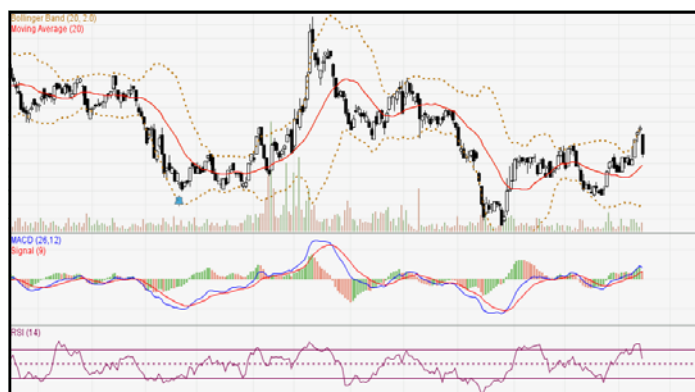 Bollinger Band (20, 2.0)
Moving Average (20)
MACD (26,12)
Signal (9)
RSI (14)